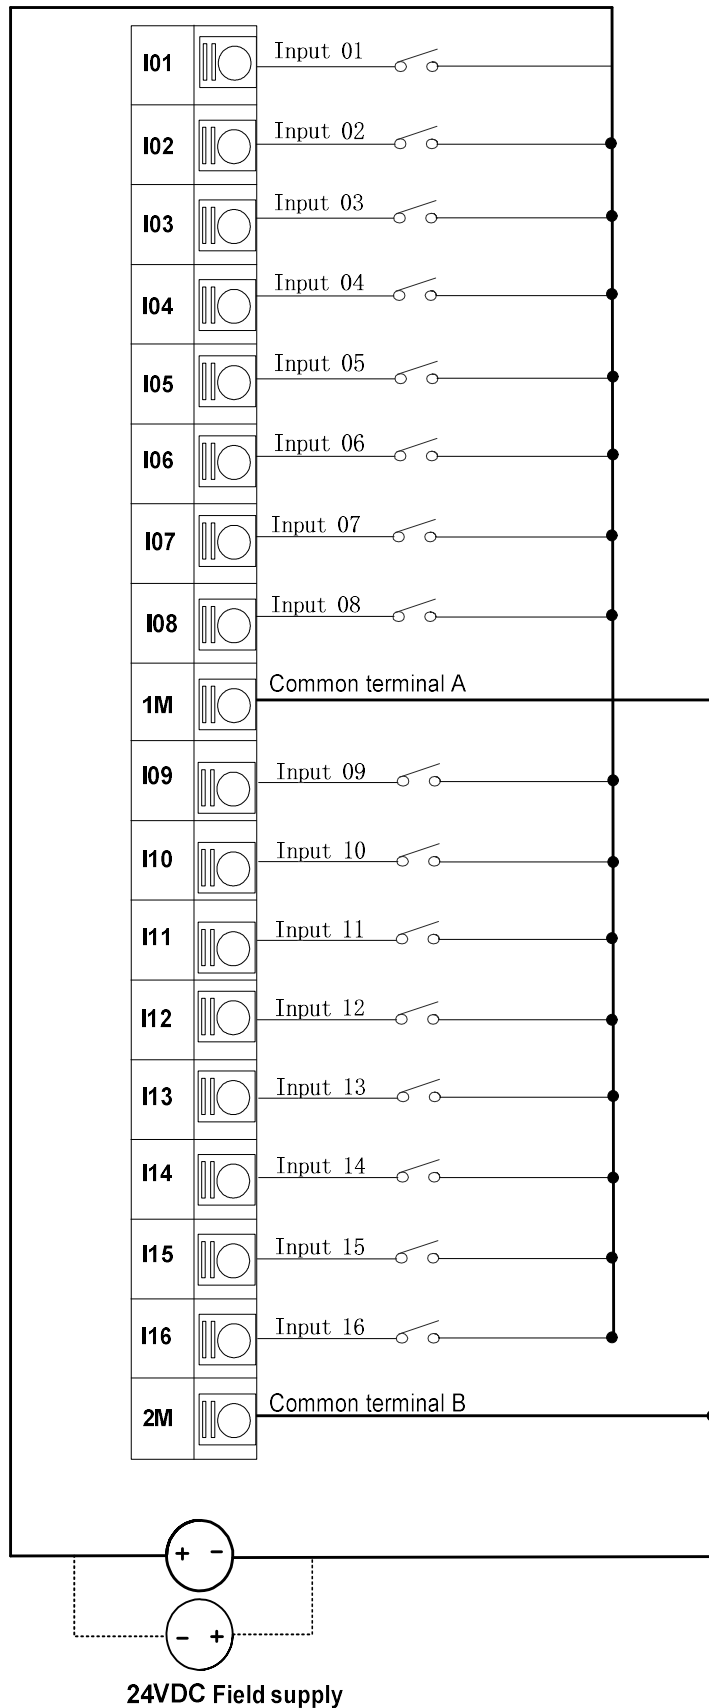 I01 Input 01
I02 Input 02
I03 Input 03
I04 Input 04
I05 Input 05
I06 Input 06
I07 Input 07
I08 Input 08
1M Common terminal A
I09 Input 09
I10 Input 10
I11 Input 11
I12 Input 12
I13 Input 13
I14 Input 14
I15 Input 15
I16 Input 16
2M Common terminal B
+ −
− +
24VDC Field supply